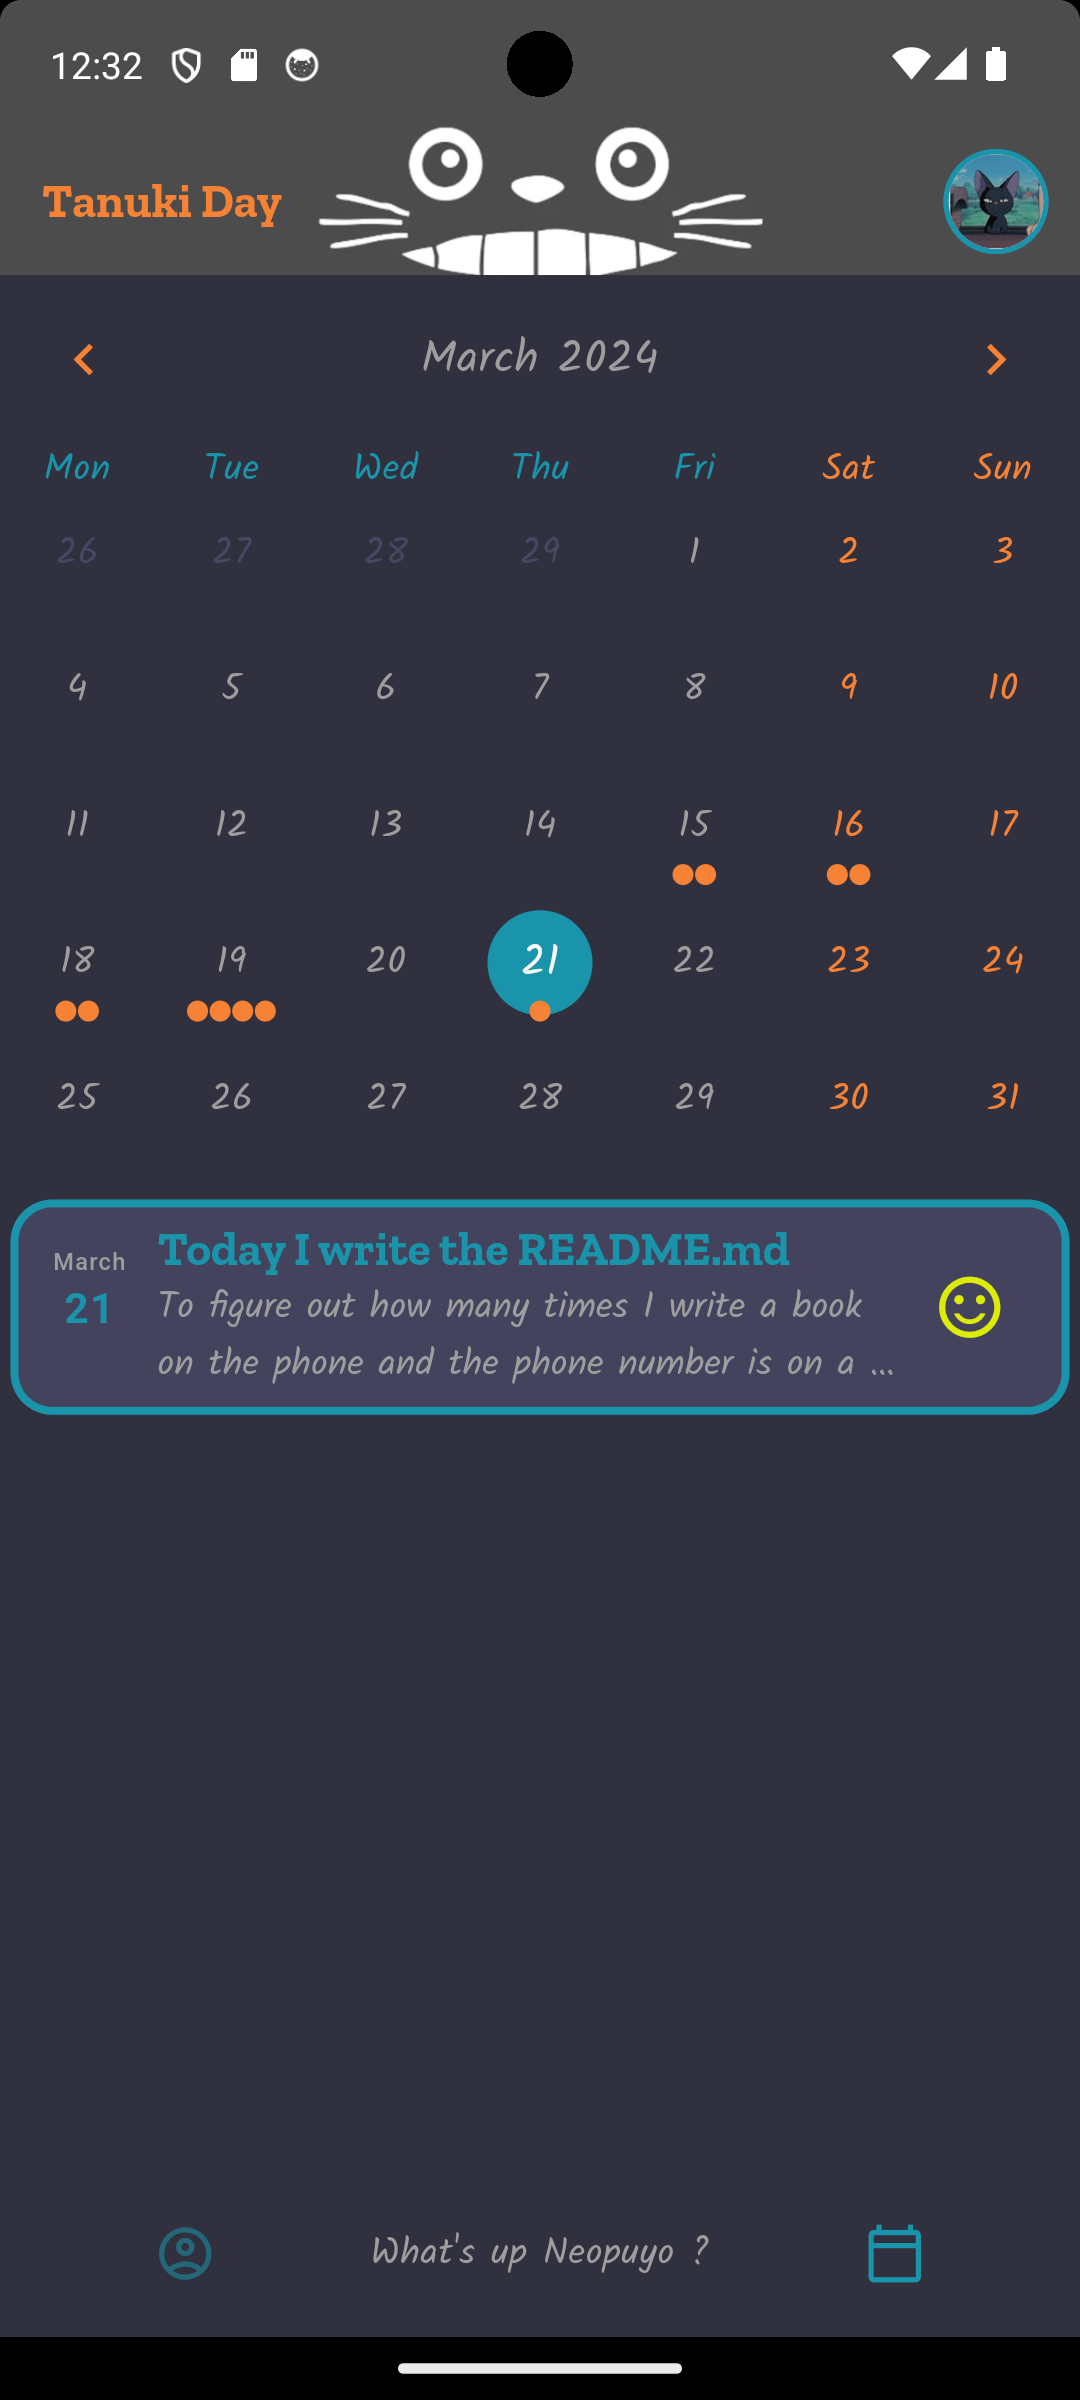 12:32
Tanuki Day
March 2024
Mon Tue Wed Thu Fri Sat Sun
26 27 28 29 1 2 3
4 5 6 7 8 9 10
11 12 13 14 15 16 17
18 19 20 21 22 23 24
25 26 27 28 29 30 31
March
21
Today I write the README.md
To figure out how many times I write a book
on the phone and the phone number is on a ...
What's up Neopuyo ?